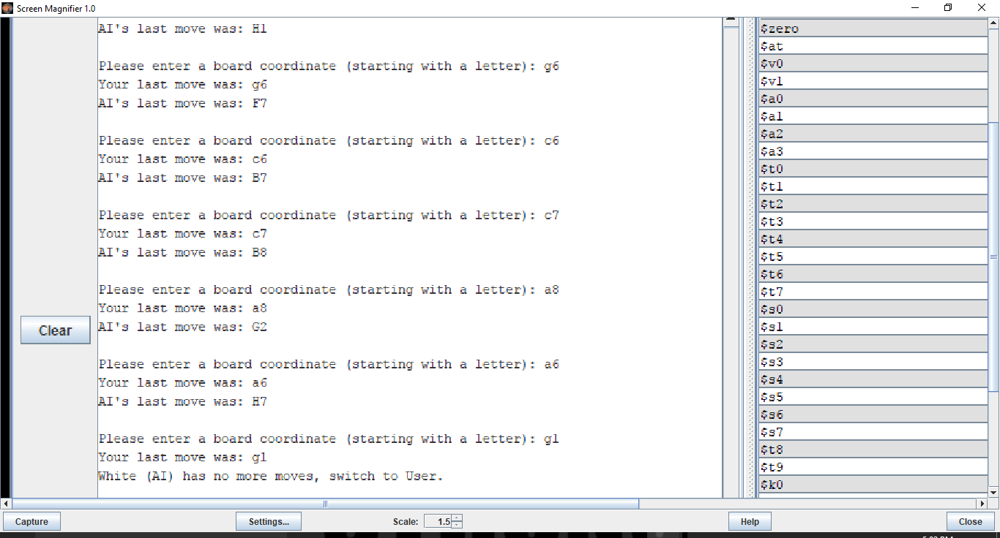 Screen Magnifier 1.0
AI's last move was: H1
Please enter a board coordinate (starting with a letter): g6
Your last move was: g6
AI's last move was: F7
Please enter a board coordinate (starting with a letter): c6
Your last move was: c6
AI's last move was: B7
Please enter a board coordinate (starting with a letter): c7
Your last move was: c7
AI's last move was: B8
Please enter a board coordinate (starting with a letter): a8
Your last move was: a8
AI's last move was: G2
Please enter a board coordinate (starting with a letter): a6
Your last move was: a6
AI's last move was: H7
Please enter a board coordinate (starting with a letter): g1
Your last move was: g1
White (AI) has no more moves, switch to User.
Clear
$zero
$at
$v0
$v1
$a0
$a1
$a2
$a3
$t0
$t1
$t2
$t3
$t4
$t5
$t6
$t7
$s0
$s1
$s2
$s3
$s4
$s5
$s6
$s7
$t8
$t9
$k0
Capture
Settings...
Scale: 1.5
Help
Close